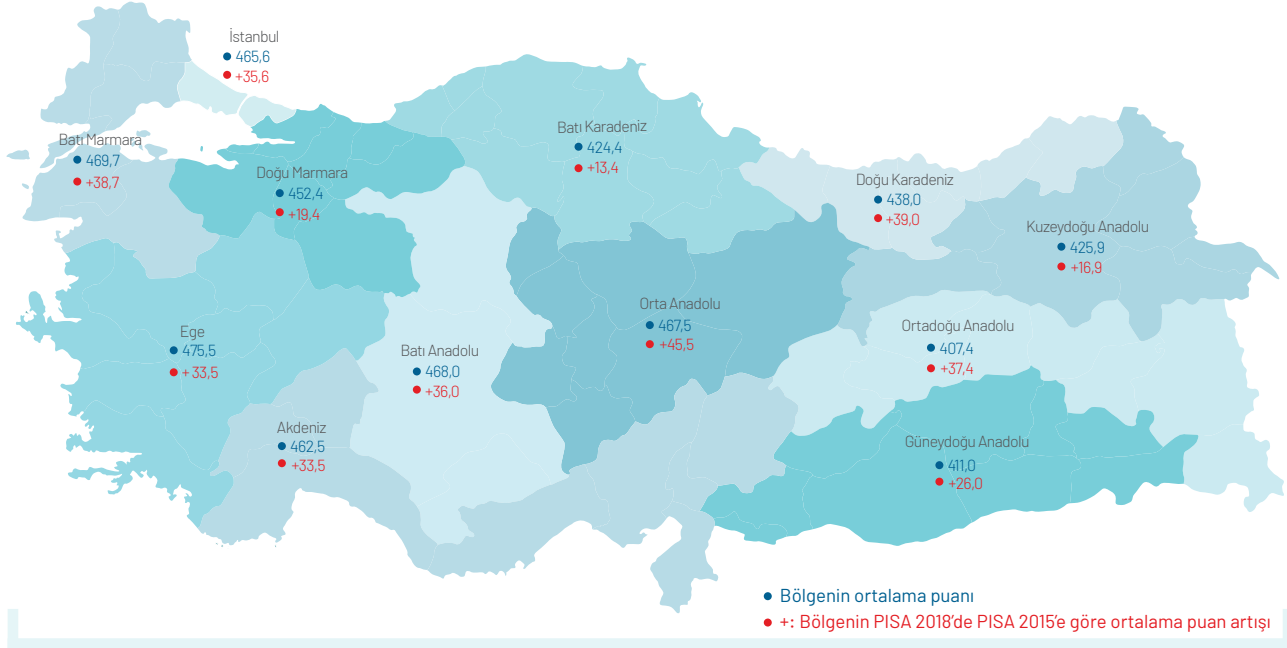 İstanbul
465,6
+35,6
Batı Marmara
469,7
+38,7
Doğu Marmara
452,4
+19,4
Batı Karadeniz
424,4
+13,4
Doğu Karadeniz
438,0
+39,0
Kuzeydoğu Anadolu
425,9
+16,9
Ege
475,5
+ 33,5
Batı Anadolu
468,0
+36,0
Orta Anadolu
467,5
+45,5
Ortadoğu Anadolu
407,4
+37,4
Akdeniz
462,5
+33,5
Güneydoğu Anadolu
411,0
+26,0
Bölgenin ortalama puanı
+: Bölgenin PISA 2018'de PISA 2015'e göre ortalama puan artışı